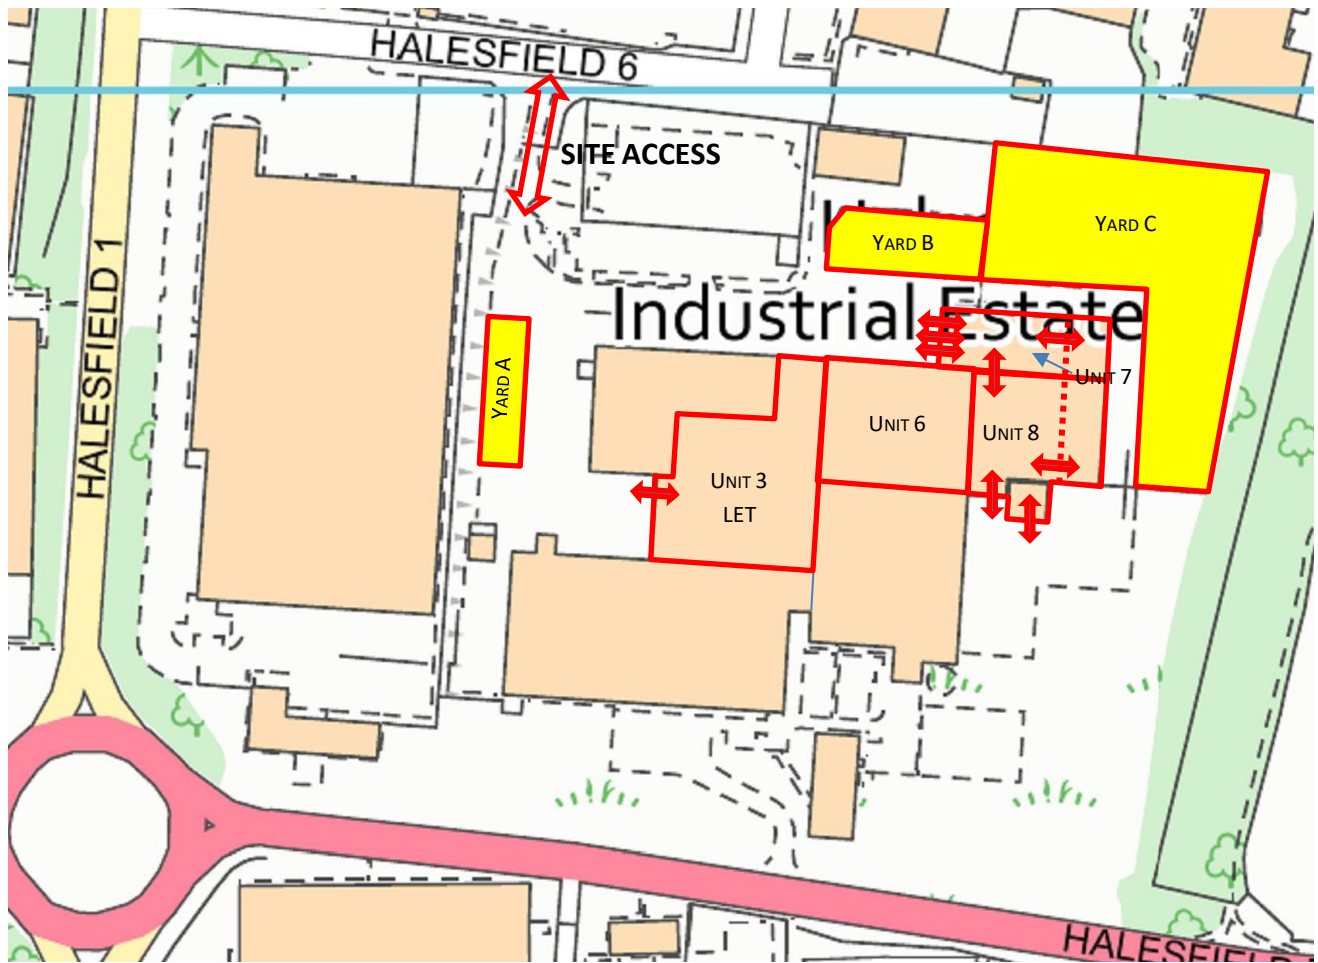 HALESFIELD 6
SITE ACCESS
YARD C
YARD B
Industrial Estate
HALESFIELD 1
YARD A
UNIT 7
UNIT 6
UNIT 8
UNIT 3
LET
HALESFIELD